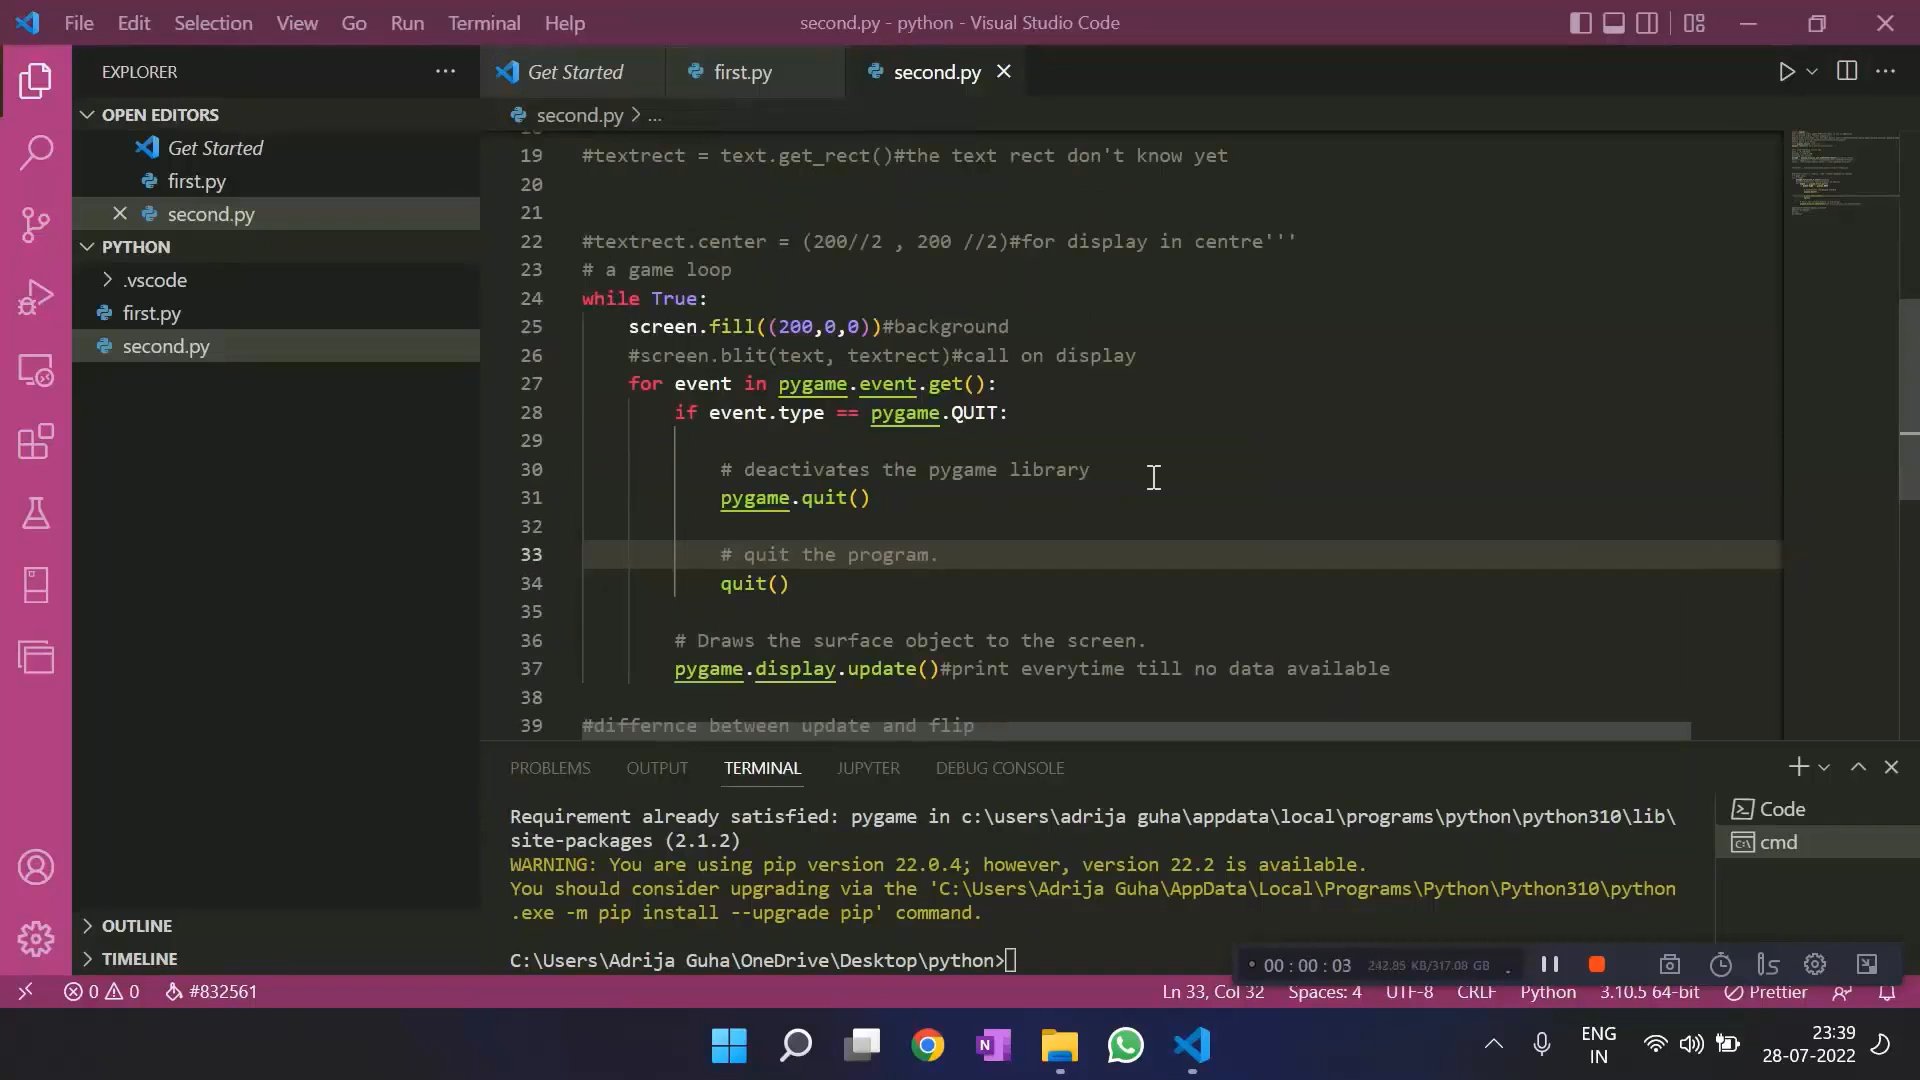 File Edit Selection View Go Run Terminal Help
second.py - python - Visual Studio Code
EXPLORER
OPEN EDITORS
Get Started
first.py
second.py
PYTHON
.vscode
first.py
second.py
OUTLINE
TIMELINE
Get Started first.py second.py
second.py > ...
19 #textrect = text.get_rect()#the text rect don't know yet
20
21
22 #textrect.center = (200//2 , 200 //2)#for display in centre'''
23 # a game loop
24 while True:
25 screen.fill((200,0,0))#background
26 #screen.blit(text, textrect)#call on display
27 for event in pygame.event.get():
28 if event.type == pygame.QUIT:
29
30 # deactivates the pygame library
31 pygame.quit()
32
33 # quit the program.
34 quit()
35
36 # Draws the surface object to the screen.
37 pygame.display.update()#print everytime till no data available
38
39 #differnce between update and flip
PROBLEMS OUTPUT TERMINAL JUPYTER DEBUG CONSOLE
Requirement already satisfied: pygame in c:\users\adrija guha\appdata\local\programs\python\python310\lib\
site-packages (2.1.2)
WARNING: You are using pip version 22.0.4; however, version 22.2 is available.
You should consider upgrading via the 'C:\Users\Adrija Guha\AppData\Local\Programs\Python\Python310\python
.exe -m pip install --upgrade pip' command.
C:\Users\Adrija Guha\OneDrive\Desktop\python>
Code
cmd
00 : 00 : 03 242.85 KB/317.08 GB
0 0 #832561
Ln 33, Col 32 Spaces: 4 UTF-8 CRLF Python 3.10.5 64-bit Prettier
ENG
IN
23:39
28-07-2022